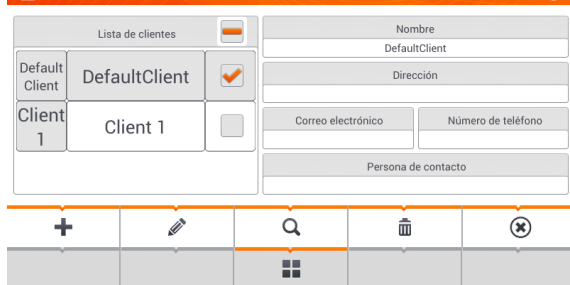 Lista de clientes
Default
Client
DefaultClient
Client
1
Client 1
Nombre
DefaultClient
Dirección
Correo electrónico
Número de teléfono
Persona de contacto